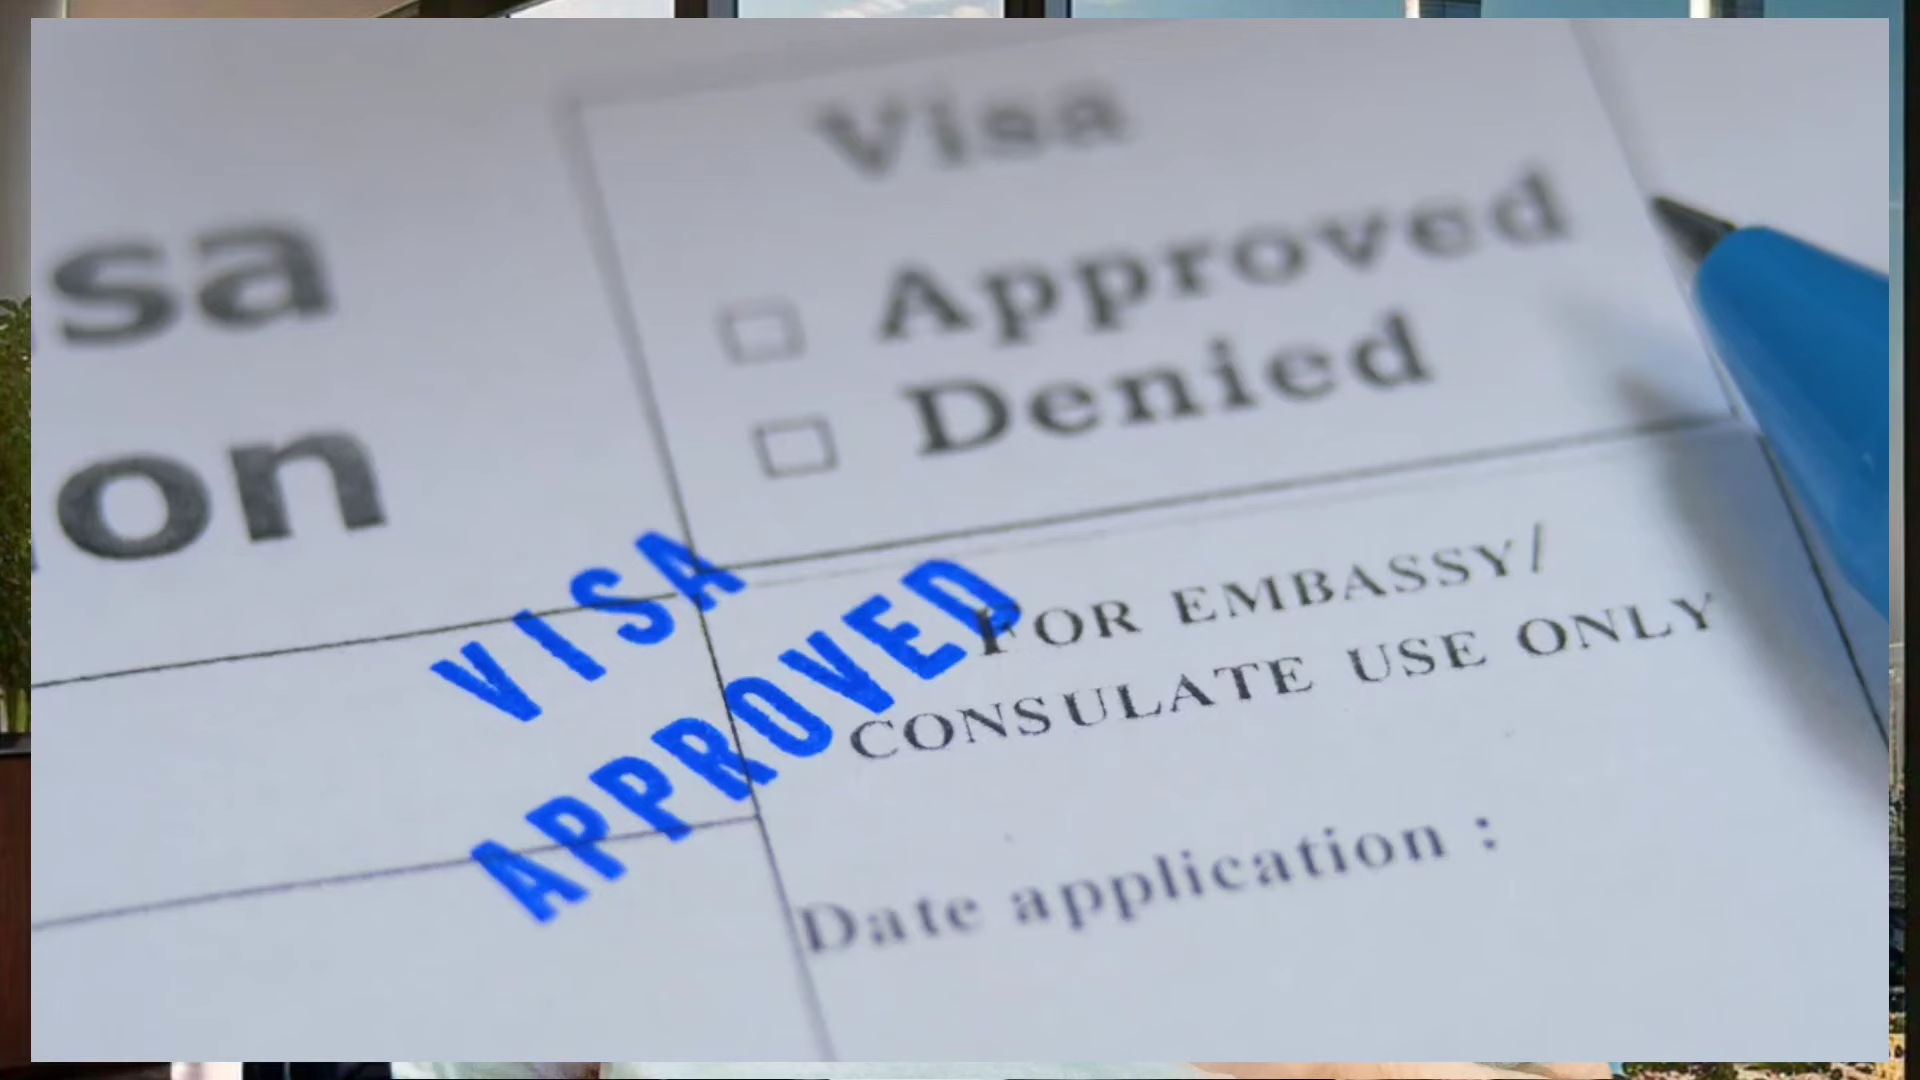 sa
on
Visa
Approved
Denied
VISA
APPROVED
FOR EMBASSY/
CONSULATE USE ONLY
Date application :